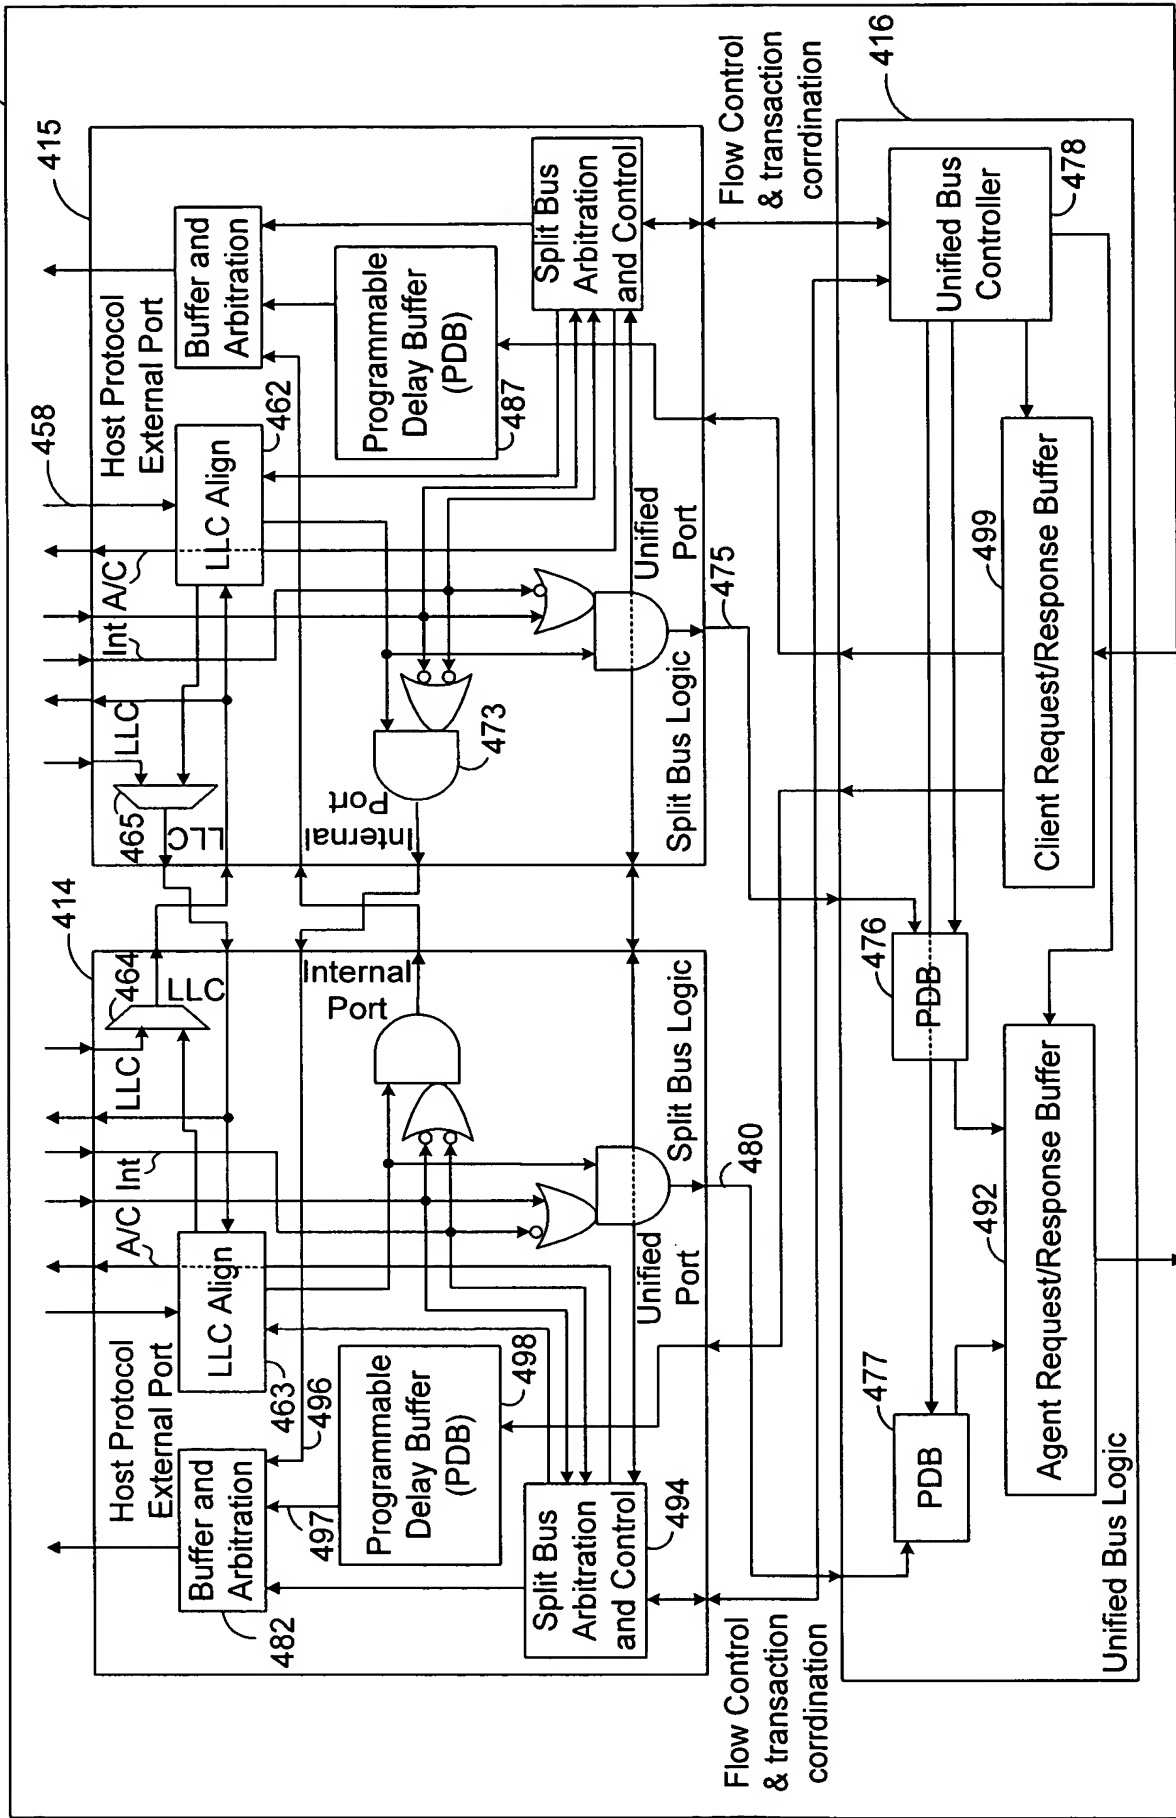 414
LLC
464
LLC
A/C
Int
Host Protocol
External Port
LLC Align
463
496
Buffer and
Arbitration
482
497
Programmable
Delay Buffer
(PDB)
498
Internal
Port
Split Bus
Arbitration
and Control
494
Unified
Port
Split Bus Logic
480
Flow Control
& transaction
corrdination
415
LLC
465
LLC
Int
A/C
458
Host Protocol
External Port
LLC Align
462
Buffer and
Arbitration
Programmable
Delay Buffer
(PDB)
487
Internal
Port
473
Split Bus
Arbitration
and Control
Unified
Port
Split Bus Logic
475
Flow Control
& transaction
corrdination
416
Unified Bus
Controller
478
476
PDB
477
PDB
499
Client Request/Response Buffer
492
Agent Request/Response Buffer
Unified Bus Logic